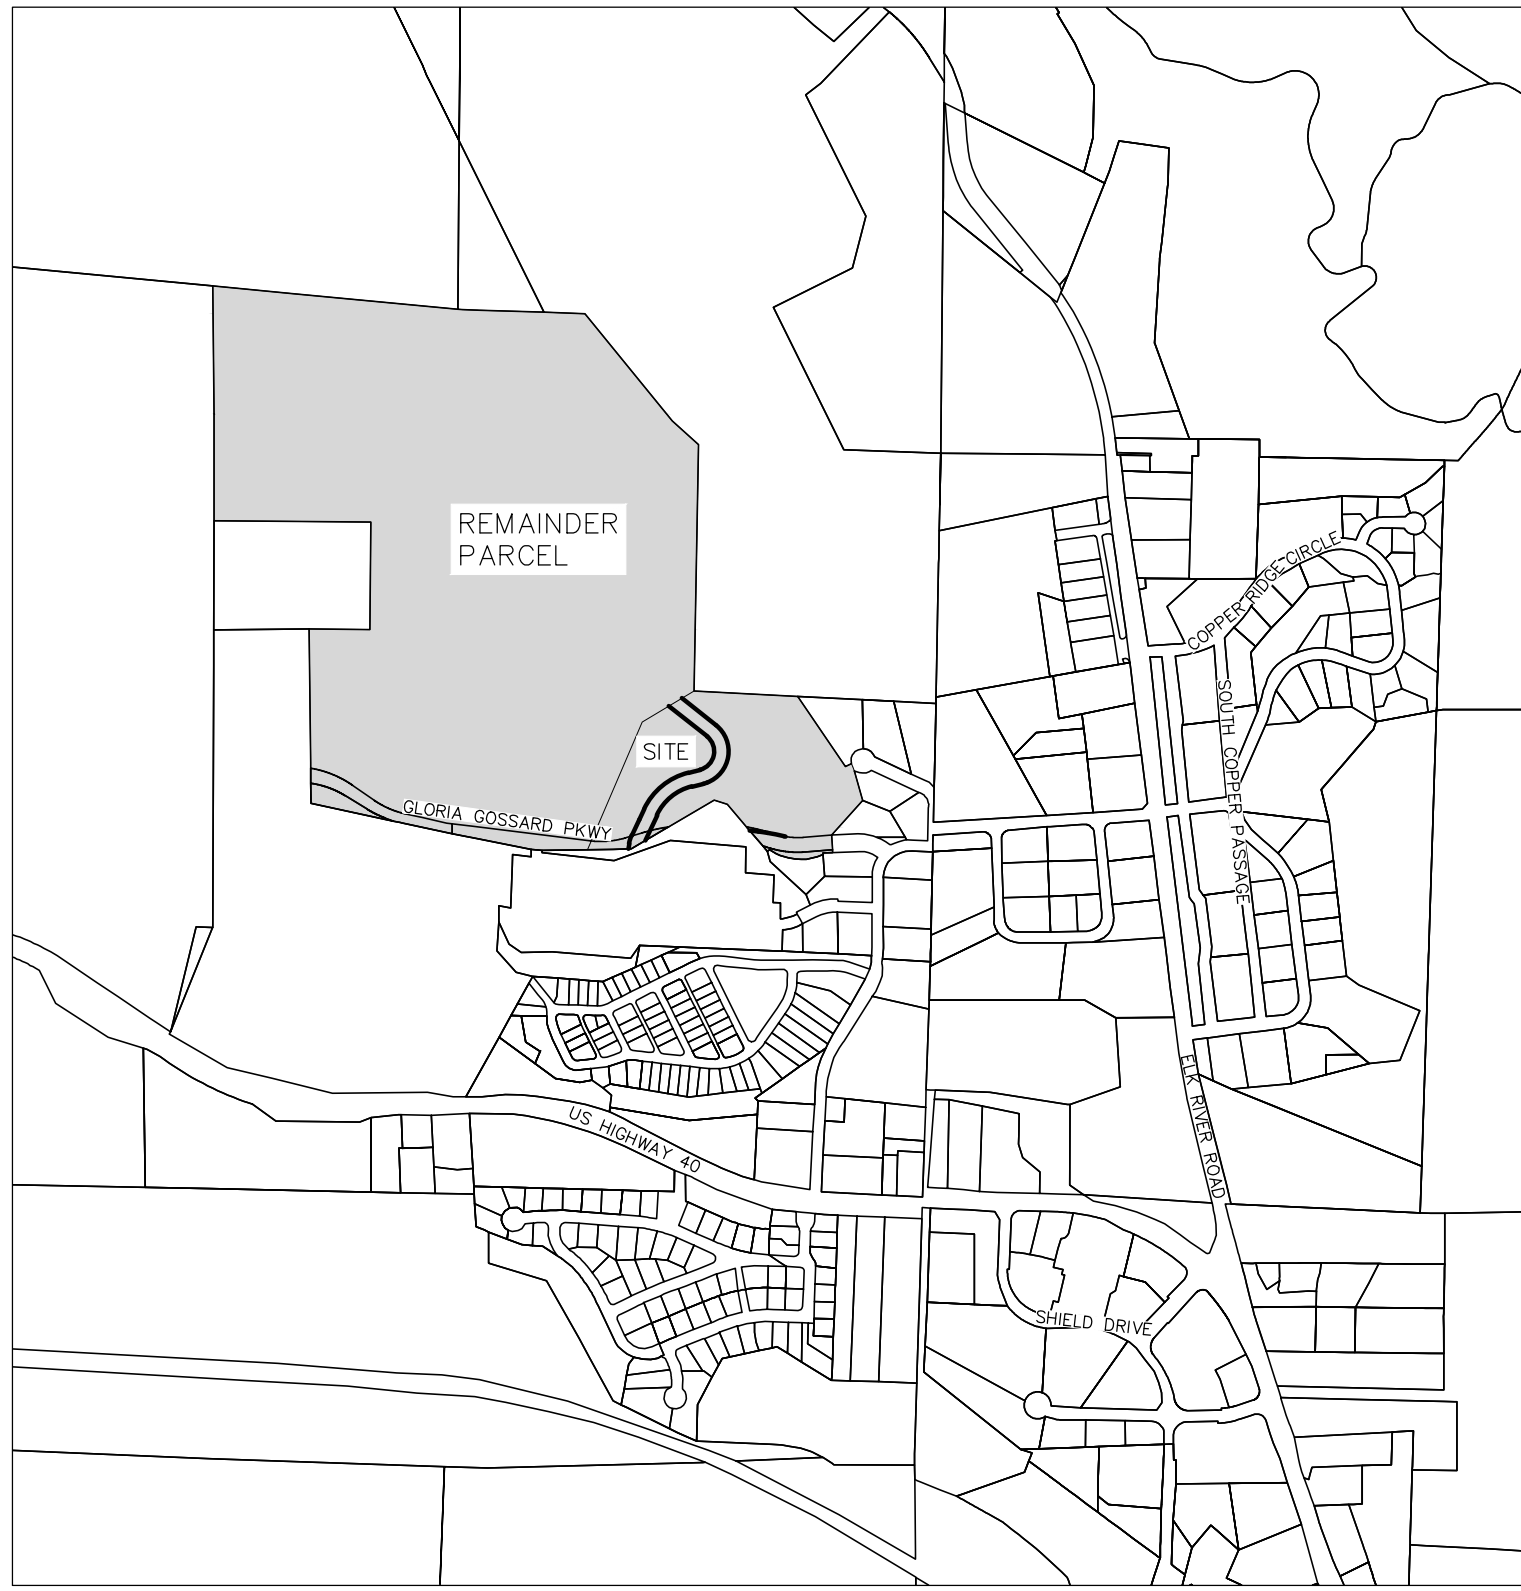 REMAINDER
PARCEL
COPPER RIDGE CIRCLE
SOUTH COPPER PASSAGE
SITE
GLORIA GOSSARD PKWY
US HIGHWAY 40
ELK RIVER ROAD
SHIELD DRIVE